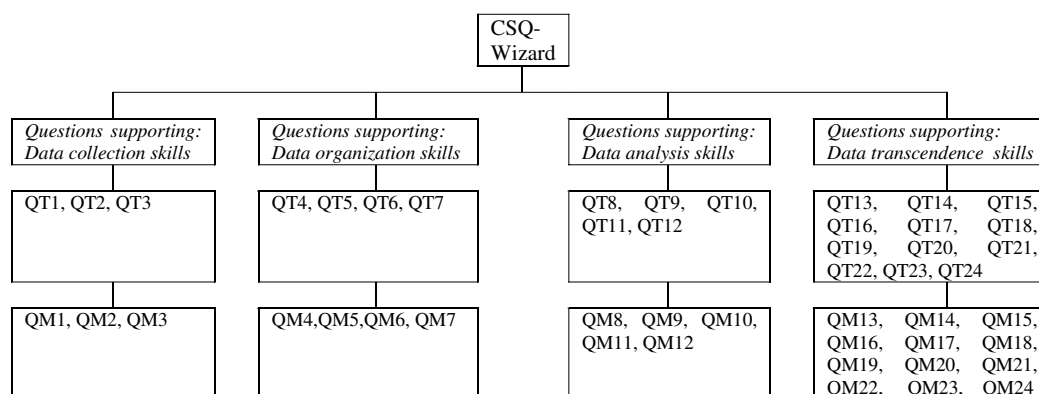 CSQ-
Wizard
Questions supporting:
Data collection skills
Questions supporting:
Data organization skills
Questions supporting:
Data analysis skills
Questions supporting:
Data transcendence skills
QT1, QT2, QT3
QT4, QT5, QT6, QT7
QT8, QT9, QT10,
QT11, QT12
QT13, QT14, QT15,
QT16, QT17, QT18,
QT19, QT20, QT21,
QT22, QT23, QT24
QM1, QM2, QM3
QM4,QM5,QM6, QM7
QM8, QM9, QM10,
QM11, QM12
QM13, QM14, QM15,
QM16, QM17, QM18,
QM19, QM20, QM21,
QM22, QM23, QM24